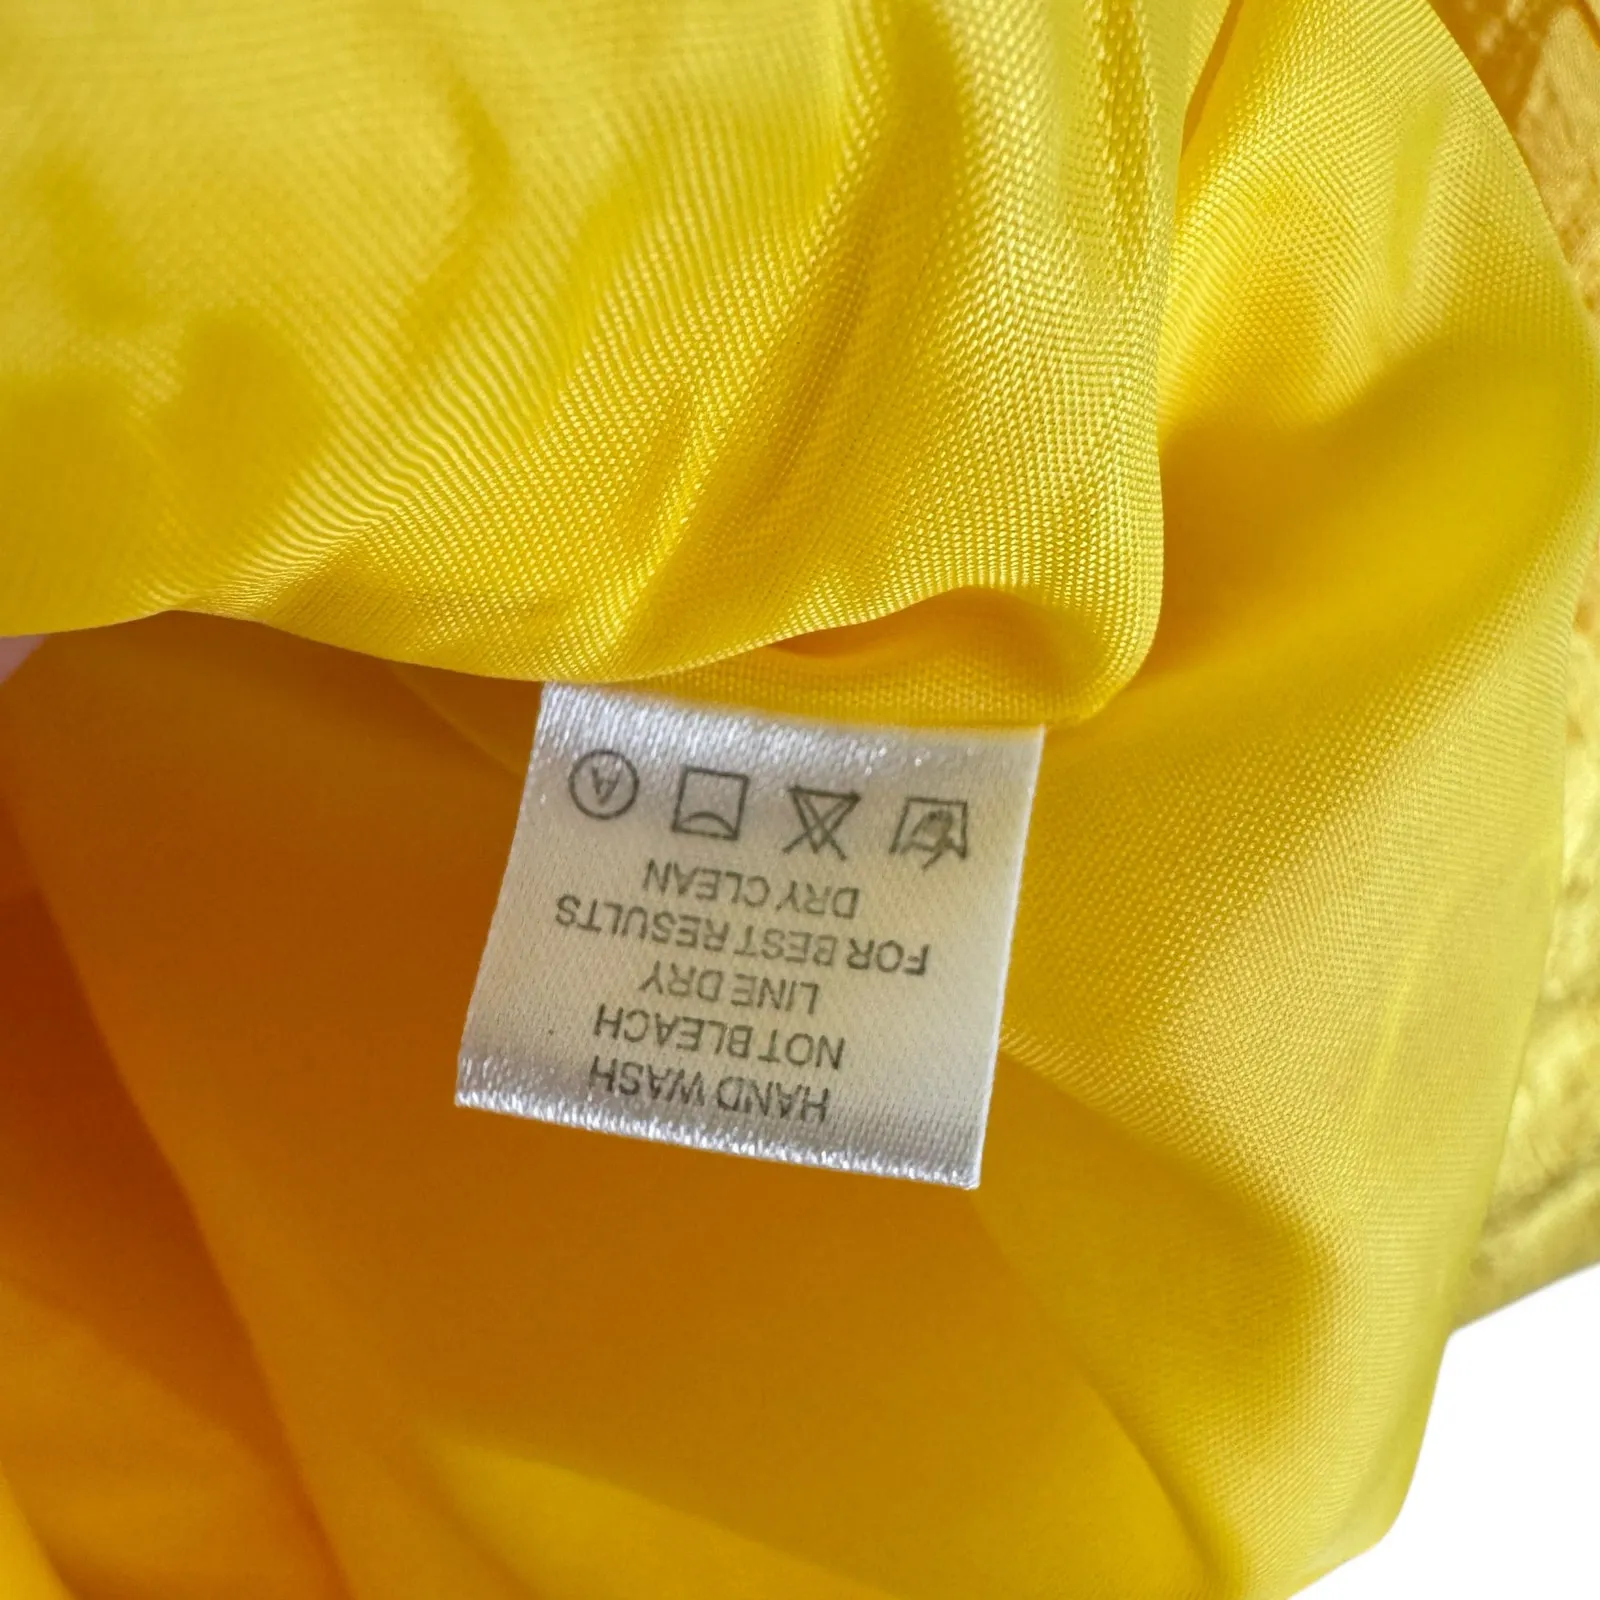 HAND WASH
NOT BLEACH
LINE DRY
FOR BEST RESULTS
DRY CLEAN
A